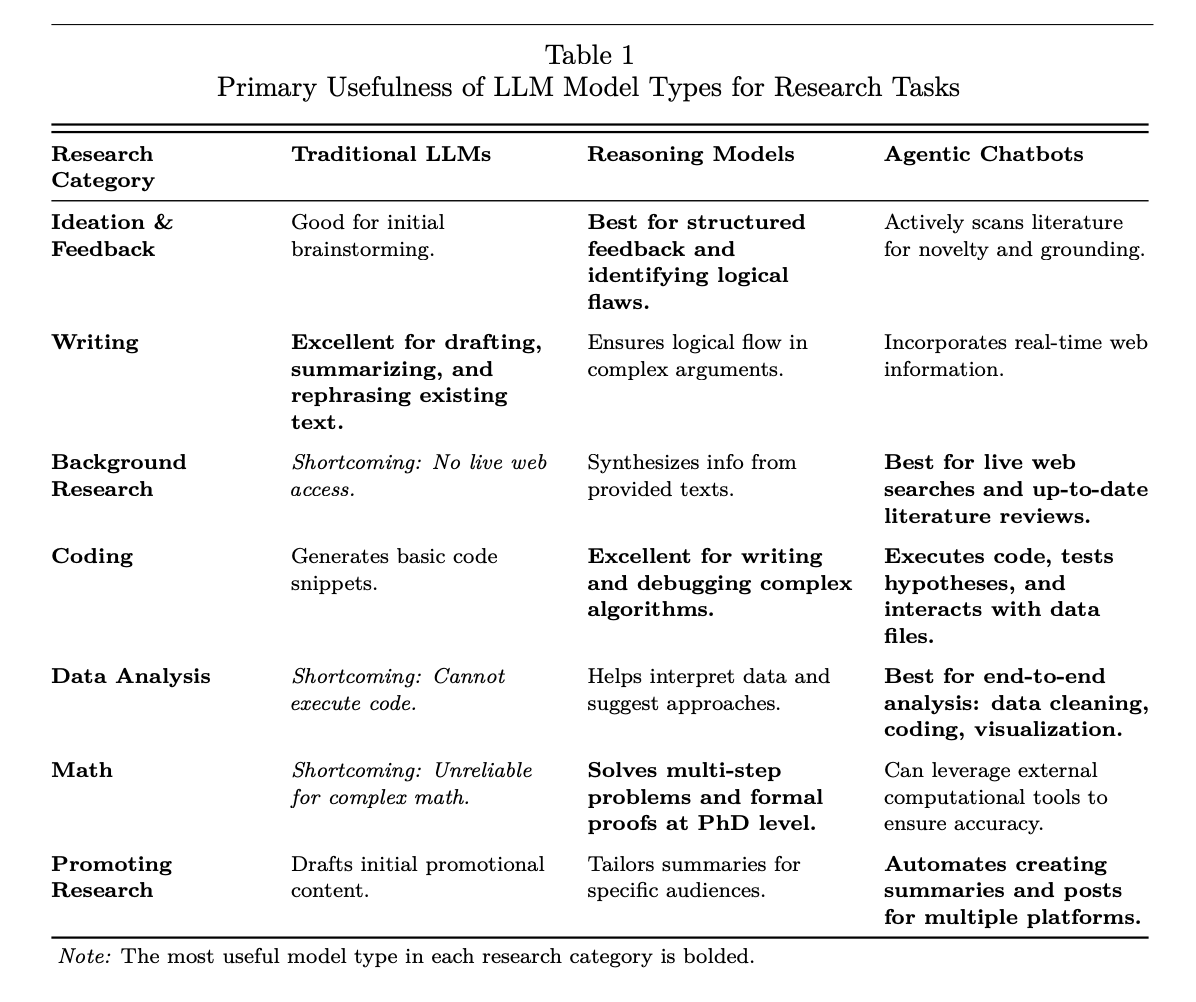 Table 1
Primary Usefulness of LLM Model Types for Research Tasks
Research
Category
Traditional LLMs
Reasoning Models
Agentic Chatbots
Ideation &
Feedback
Good for initial
brainstorming.
Best for structured
feedback and
identifying logical
flaws.
Actively scans literature
for novelty and grounding.
Writing
Excellent for drafting,
summarizing, and
rephrasing existing
text.
Ensures logical flow in
complex arguments.
Incorporates real-time web
information.
Background
Research
Shortcoming: No live web
access.
Synthesizes info from
provided texts.
Best for live web
searches and up-to-date
literature reviews.
Coding
Generates basic code
snippets.
Excellent for writing
and debugging complex
algorithms.
Executes code, tests
hypotheses, and
interacts with data
files.
Data Analysis
Shortcoming: Cannot
execute code.
Helps interpret data and
suggest approaches.
Best for end-to-end
analysis: data cleaning,
coding, visualization.
Math
Shortcoming: Unreliable
for complex math.
Solves multi-step
problems and formal
proofs at PhD level.
Can leverage external
computational tools to
ensure accuracy.
Promoting
Research
Drafts initial promotional
content.
Tailors summaries for
specific audiences.
Automates creating
summaries and posts
for multiple platforms.
Note: The most useful model type in each research category is bolded.